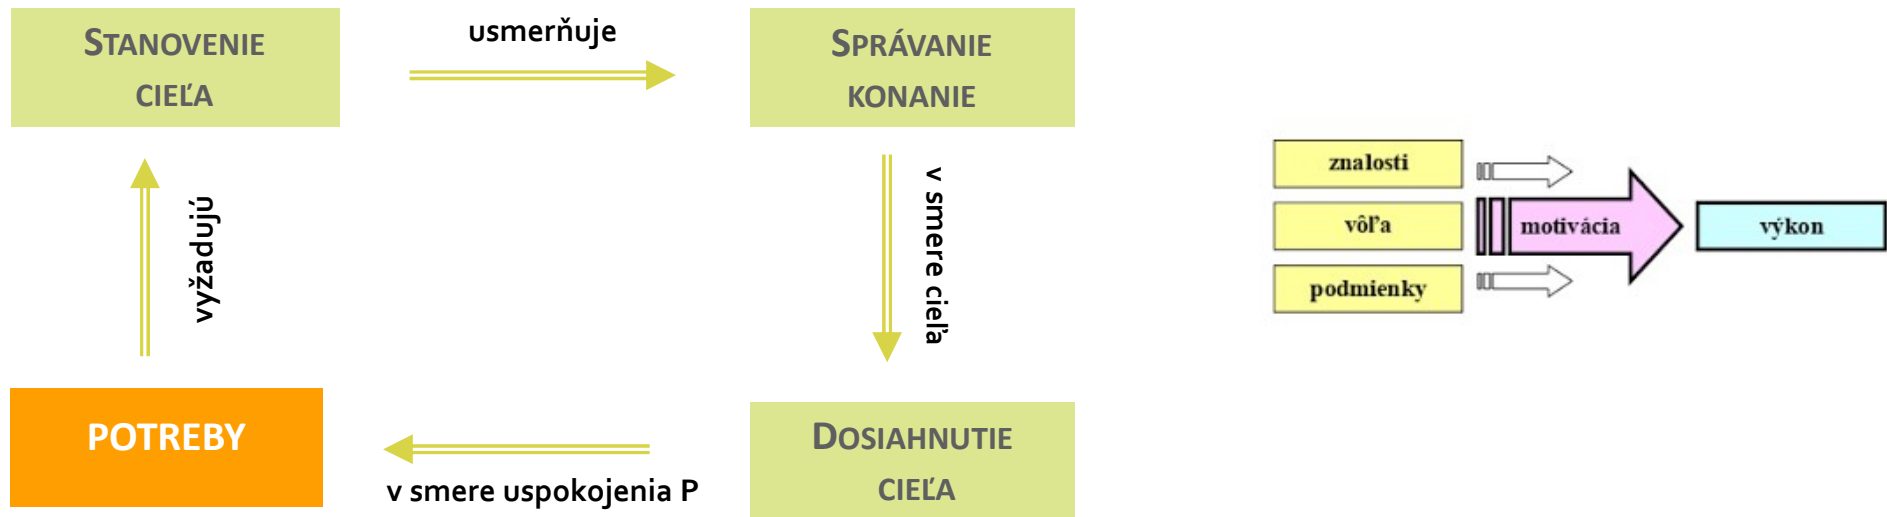 STANOVENIE
CIEĽA
usmerňuje
SPRÁVANIE
KONANIE
vyžadujú
v smere cieľa
POTREBY
v smere uspokojenia P
DOSIAHNUTIE
CIEĽA
znalosti
vôľa
podmienky
motivácia
výkon